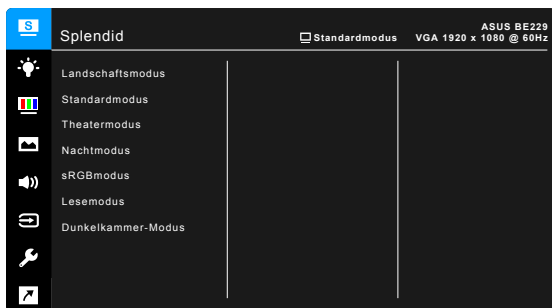 S
Splendid
Standardmodus
ASUS BE229
VGA 1920 x 1080 @ 60Hz
Landschaftsmodus
Standardmodus
Theatermodus
Nachtmodus
sRGBmodus
Lesemodus
Dunkelkammer-Modus